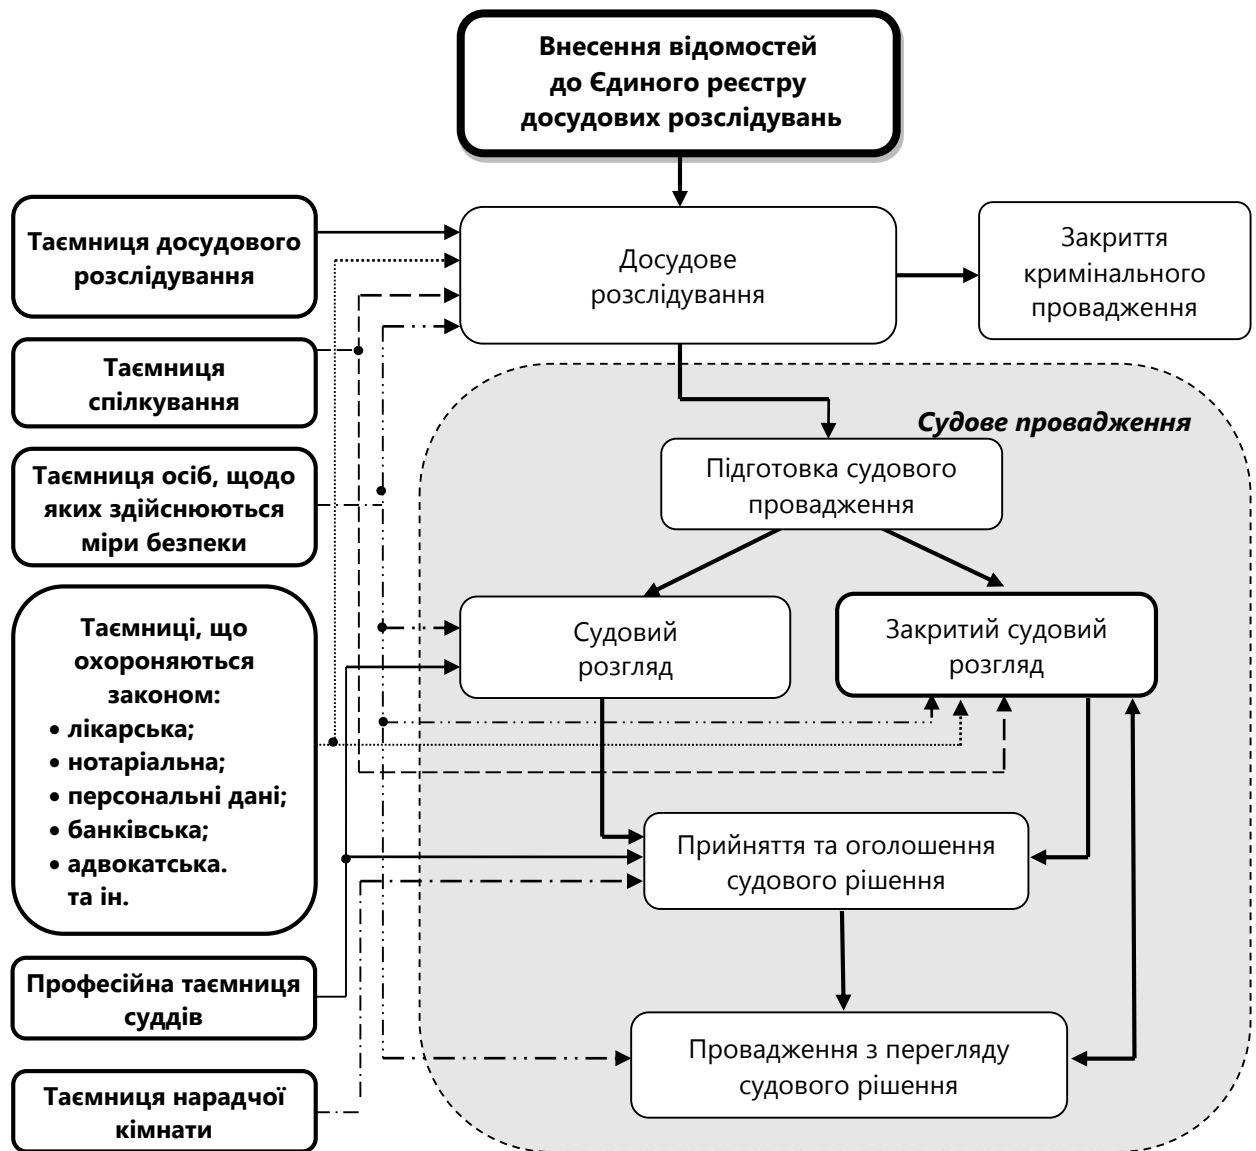 Внесення відомостей
до Єдиного реєстру
досудових розслідувань
Таємниця досудового
розслідування
Досудове
розслідування
Закриття
кримінального
провадження
Таємниця
спілкування
Судове провадження
Підготовка судового
провадження
Таємниця осіб, щодо
яких здійснюються
міри безпеки
Таємниці, що
охороняються
законом:
• лікарська;
• нотаріальна;
• персональні дані;
• банківська;
• адвокатська.
та ін.
Судовий
розгляд
Закритий судовий
розгляд
Прийняття та оголошення
судового рішення
Професійна таємниця
суддів
Провадження з перегляду
судового рішення
Таємниця нарадчої
кімнати